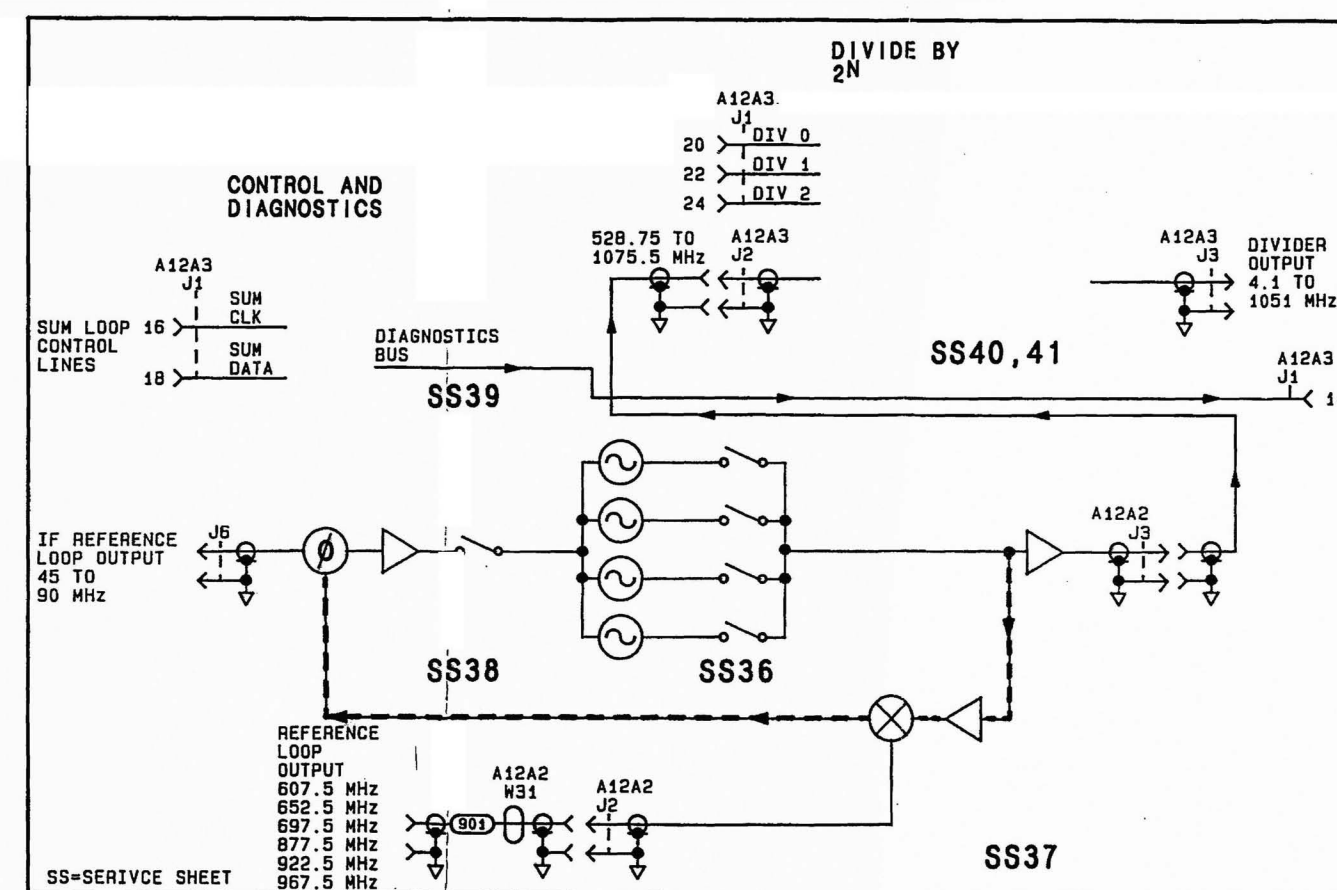 DIVIDE BY
2N
A12A3
J1
20 DIV 0
22 DIV 1
24 DIV 2
CONTROL AND
DIAGNOSTICS
528.75 TO
1075.5 MHz
A12A3
J2
A12A3
J3
DIVIDER
OUTPUT
4.1 TO
1051 MHz
A12A3
J1
SUM LOOP
CONTROL
LINES
16
SUM
CLK
18
SUM
DATA
DIAGNOSTICS
BUS
SS39
SS40,41
A12A3
J1
1
IF REFERENCE
LOOP OUTPUT
45 TO
90 MHz
J6
Ø
A12A2
J3
SS38
SS36
REFERENCE
LOOP
OUTPUT
607.5 MHz
652.5 MHz
697.5 MHz
877.5 MHz
922.5 MHz
967.5 MHz
901
A12A2
W31
A12A2
J2
SS37
SS=SERIVCE SHEET